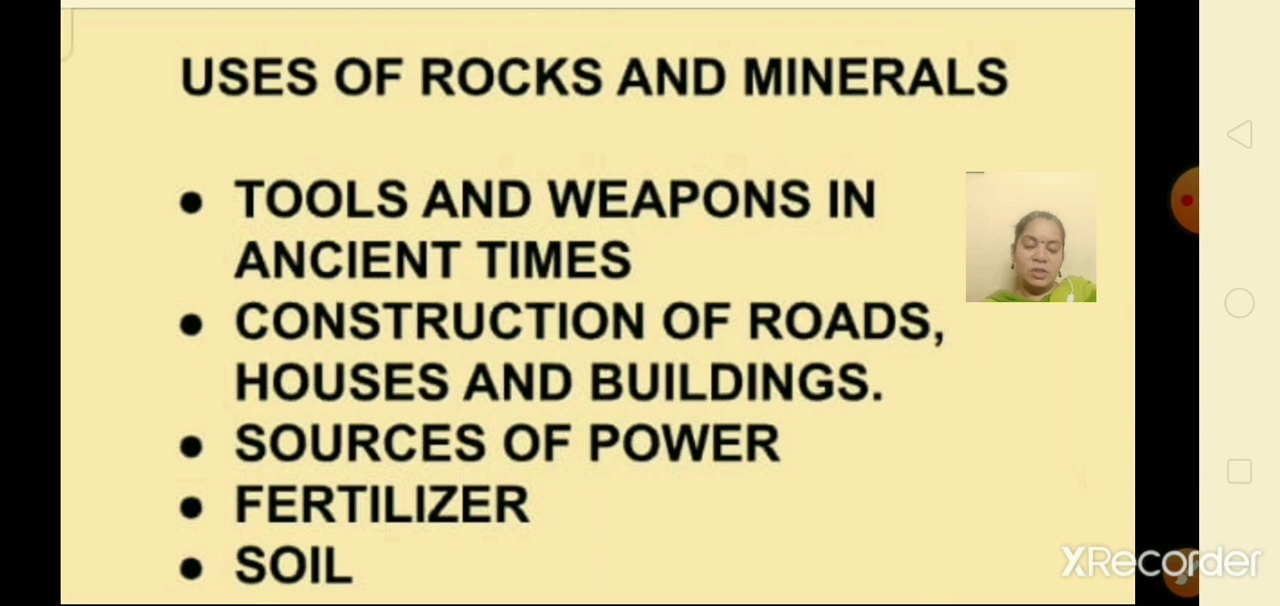 USES OF ROCKS AND MINERALS
● TOOLS AND WEAPONS IN
ANCIENT TIMES
● CONSTRUCTION OF ROADS,
HOUSES AND BUILDINGS.
● SOURCES OF POWER
● FERTILIZER
● SOIL
XRecorder